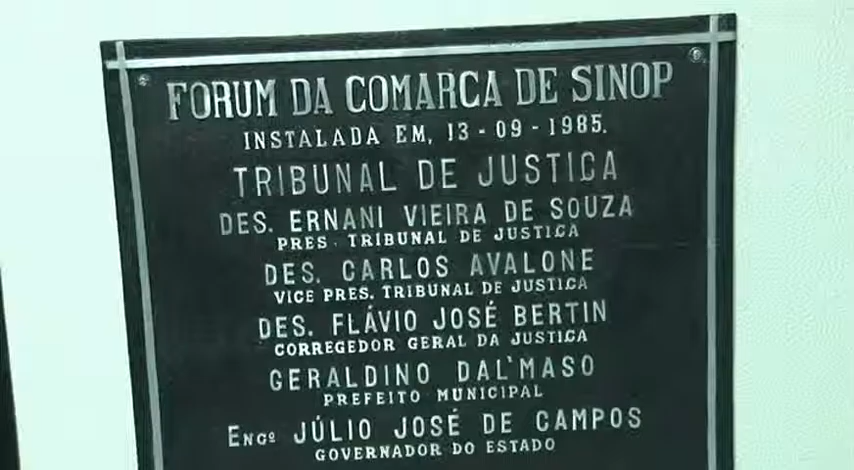 FORUM DA COMARCA DE SINOP
INSTALADA EM, 13-09-1985.
TRIBUNAL DE JUSTIÇA
DES. ERNANI VIEIRA DE SOUZA
PRES. TRIBUNAL DE JUSTIÇA
DES. CARLOS AVALONE
VICE PRES. TRIBUNAL DE JUSTIÇA
DES. FLÁVIO JOSÉ BERTIN
CORREGEDOR GERAL DA JUSTIÇA
GERALDINO DAL'MASO
PREFEITO MUNICIPAL
ENGº JÚLIO JOSÉ DE CAMPOS
GOVERNADOR DO ESTADO